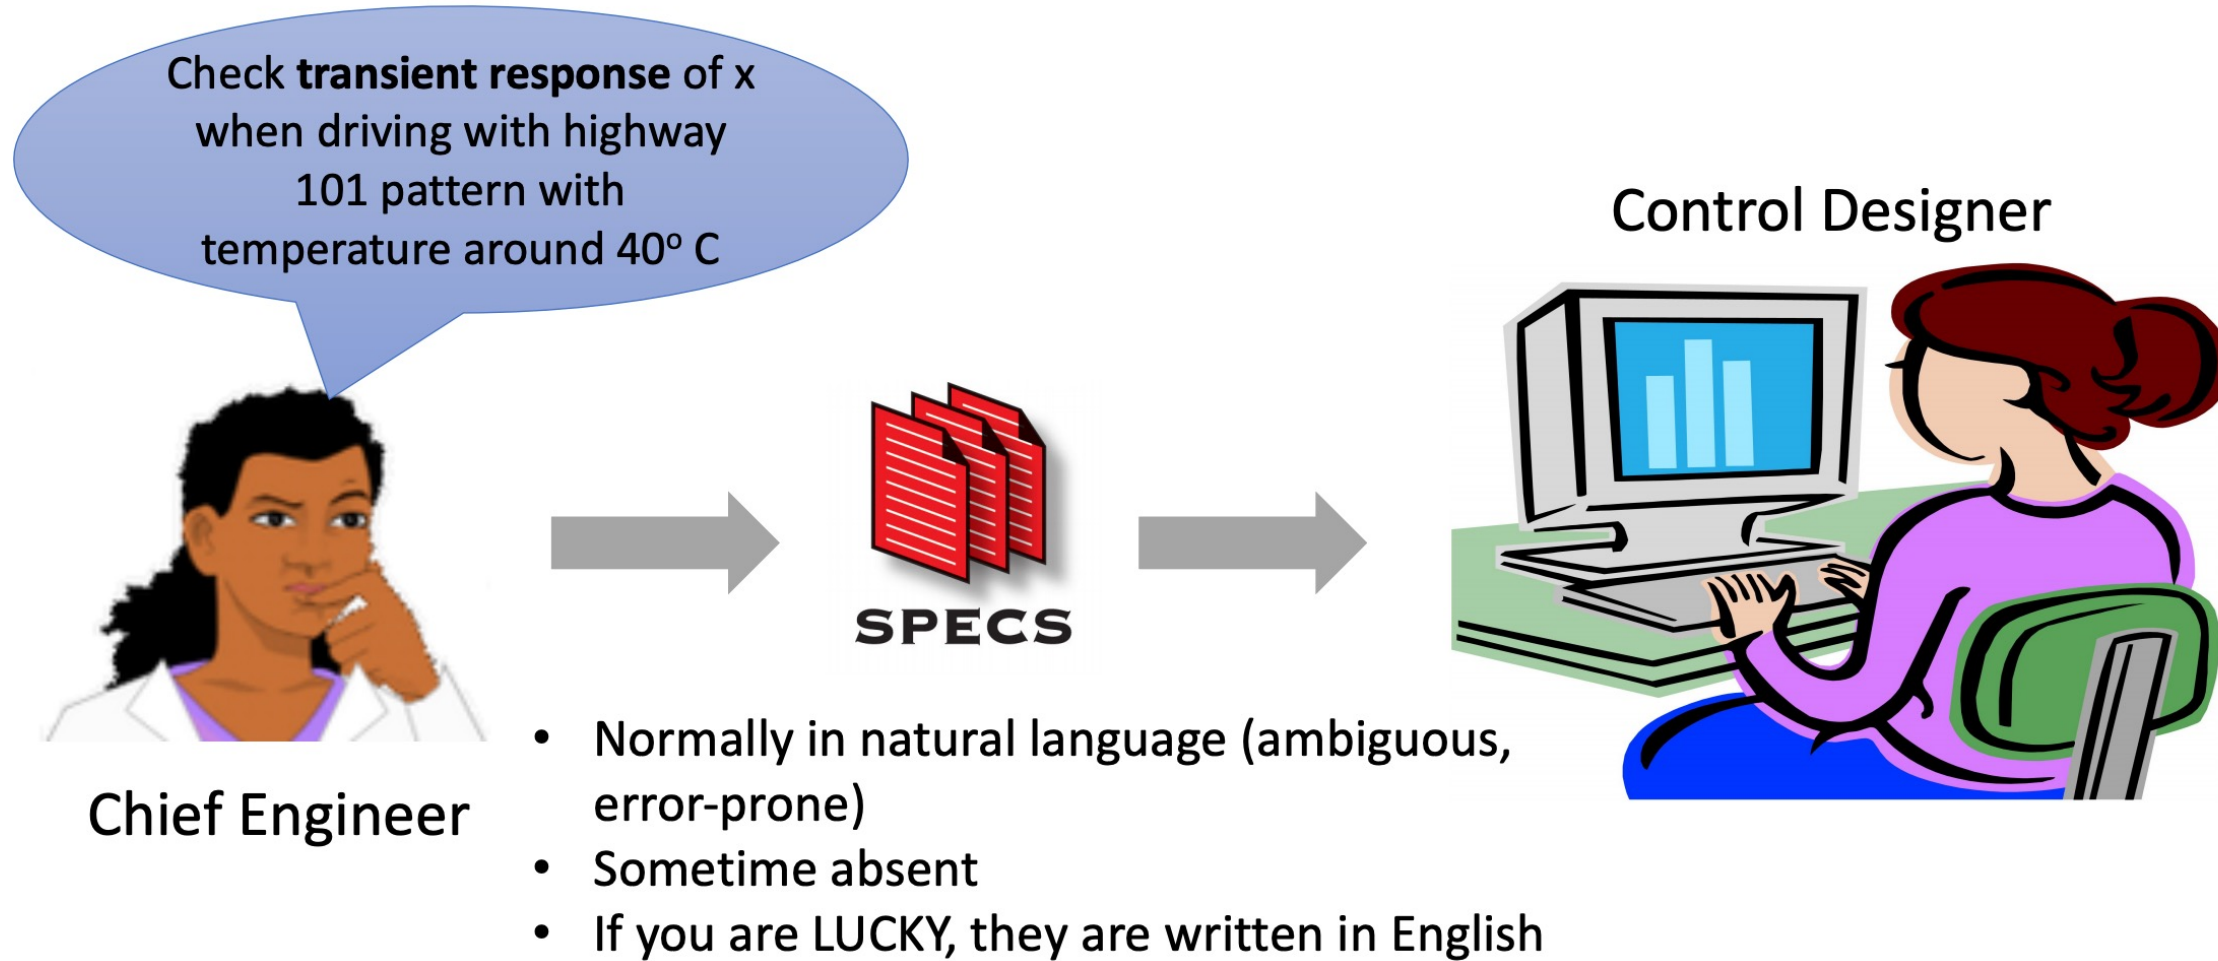 Check transient response of x
when driving with highway
101 pattern with
temperature around 40º C
Control Designer
SPECS
Chief Engineer
• Normally in natural language (ambiguous,
error-prone)
• Sometime absent
• If you are LUCKY, they are written in English